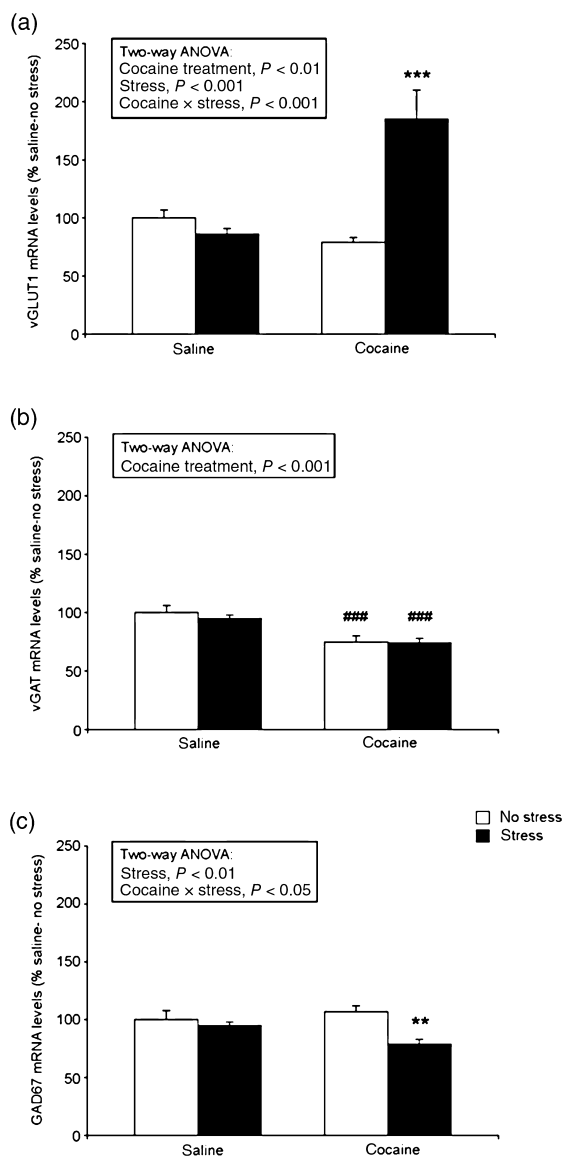 (a)
250
200
150
100
50
0
vGLUT1 mRNA levels (% saline-no stress)
Two-way ANOVA:
Cocaine treatment, P < 0.01
Stress, P < 0.001
Cocaine × stress, P < 0.001
***
Saline
Cocaine
(b)
250
200
150
100
50
0
vGAT mRNA levels (% saline-no stress)
Two-way ANOVA:
Cocaine treatment, P < 0.001
###
###
Saline
Cocaine
(c)
No stress
Stress
250
200
150
100
50
0
GAD67 mRNA levels (% saline- no stress)
Two-way ANOVA:
Stress, P < 0.01
Cocaine × stress, P < 0.05
**
Saline
Cocaine